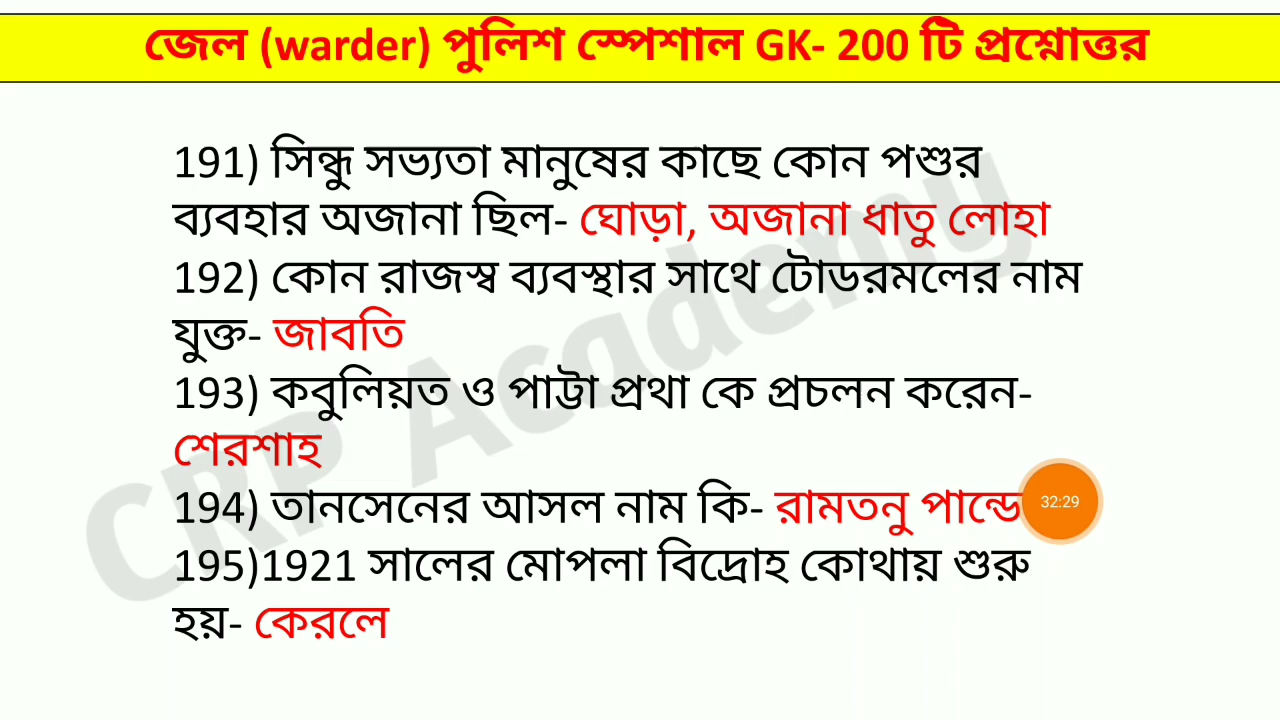 জেল (warder) পুলিশ স্পেশাল GK- 200 টি প্রশ্নোত্তর
191) সিন্ধু সভ্যতা মানুষের কাছে কোন পশুর
ব্যবহার অজানা ছিল- ঘোড়া, অজানা ধাতু লোহা
192) কোন রাজস্ব ব্যবস্থার সাথে টোডরমলের নাম
যুক্ত- জাবতি
193) কবুলিয়ত ও পাট্টা প্রথা কে প্রচলন করেন-
শেরশাহ
194) তানসেনের আসল নাম কি- রামতনু পান্ডে
32:29
195)1921 সালের মোপলা বিদ্রোহ কোথায় শুরু
হয়- কেরলে
CRP Academy